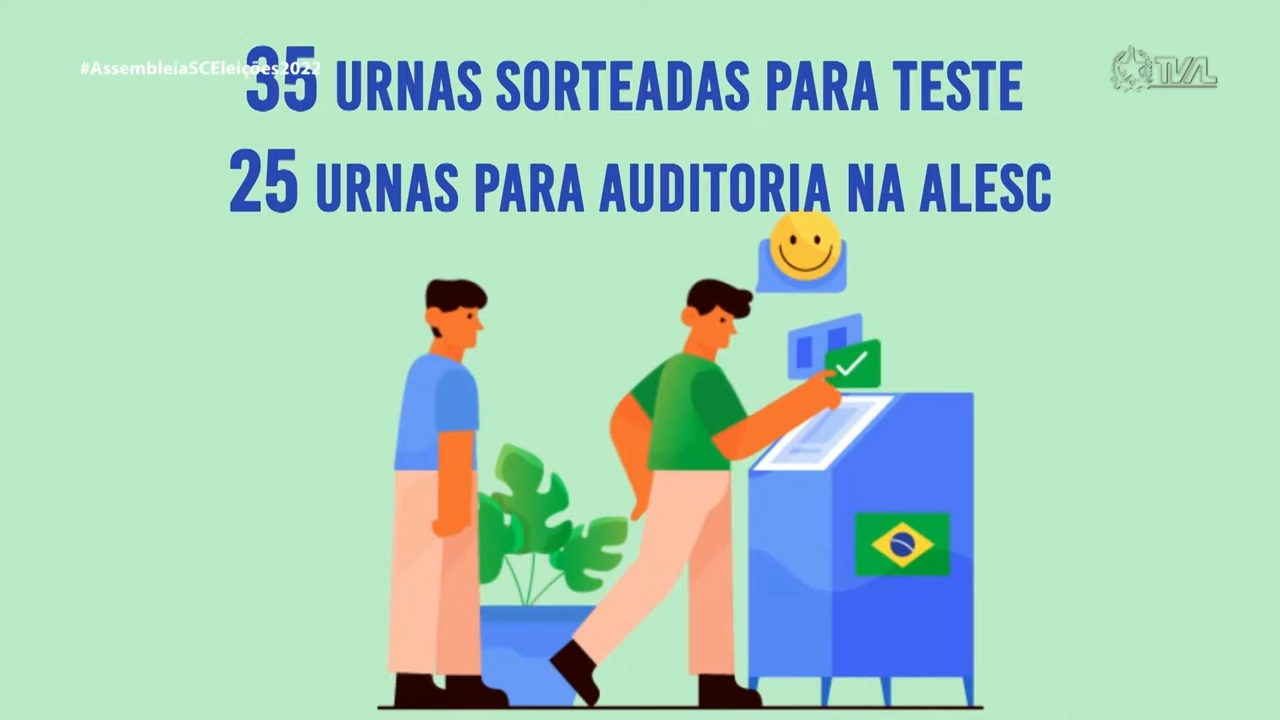 #AssembleiaSCEleições2022
35 URNAS SORTEADAS PARA TESTE
TVAL
25 URNAS PARA AUDITORIA NA ALESC